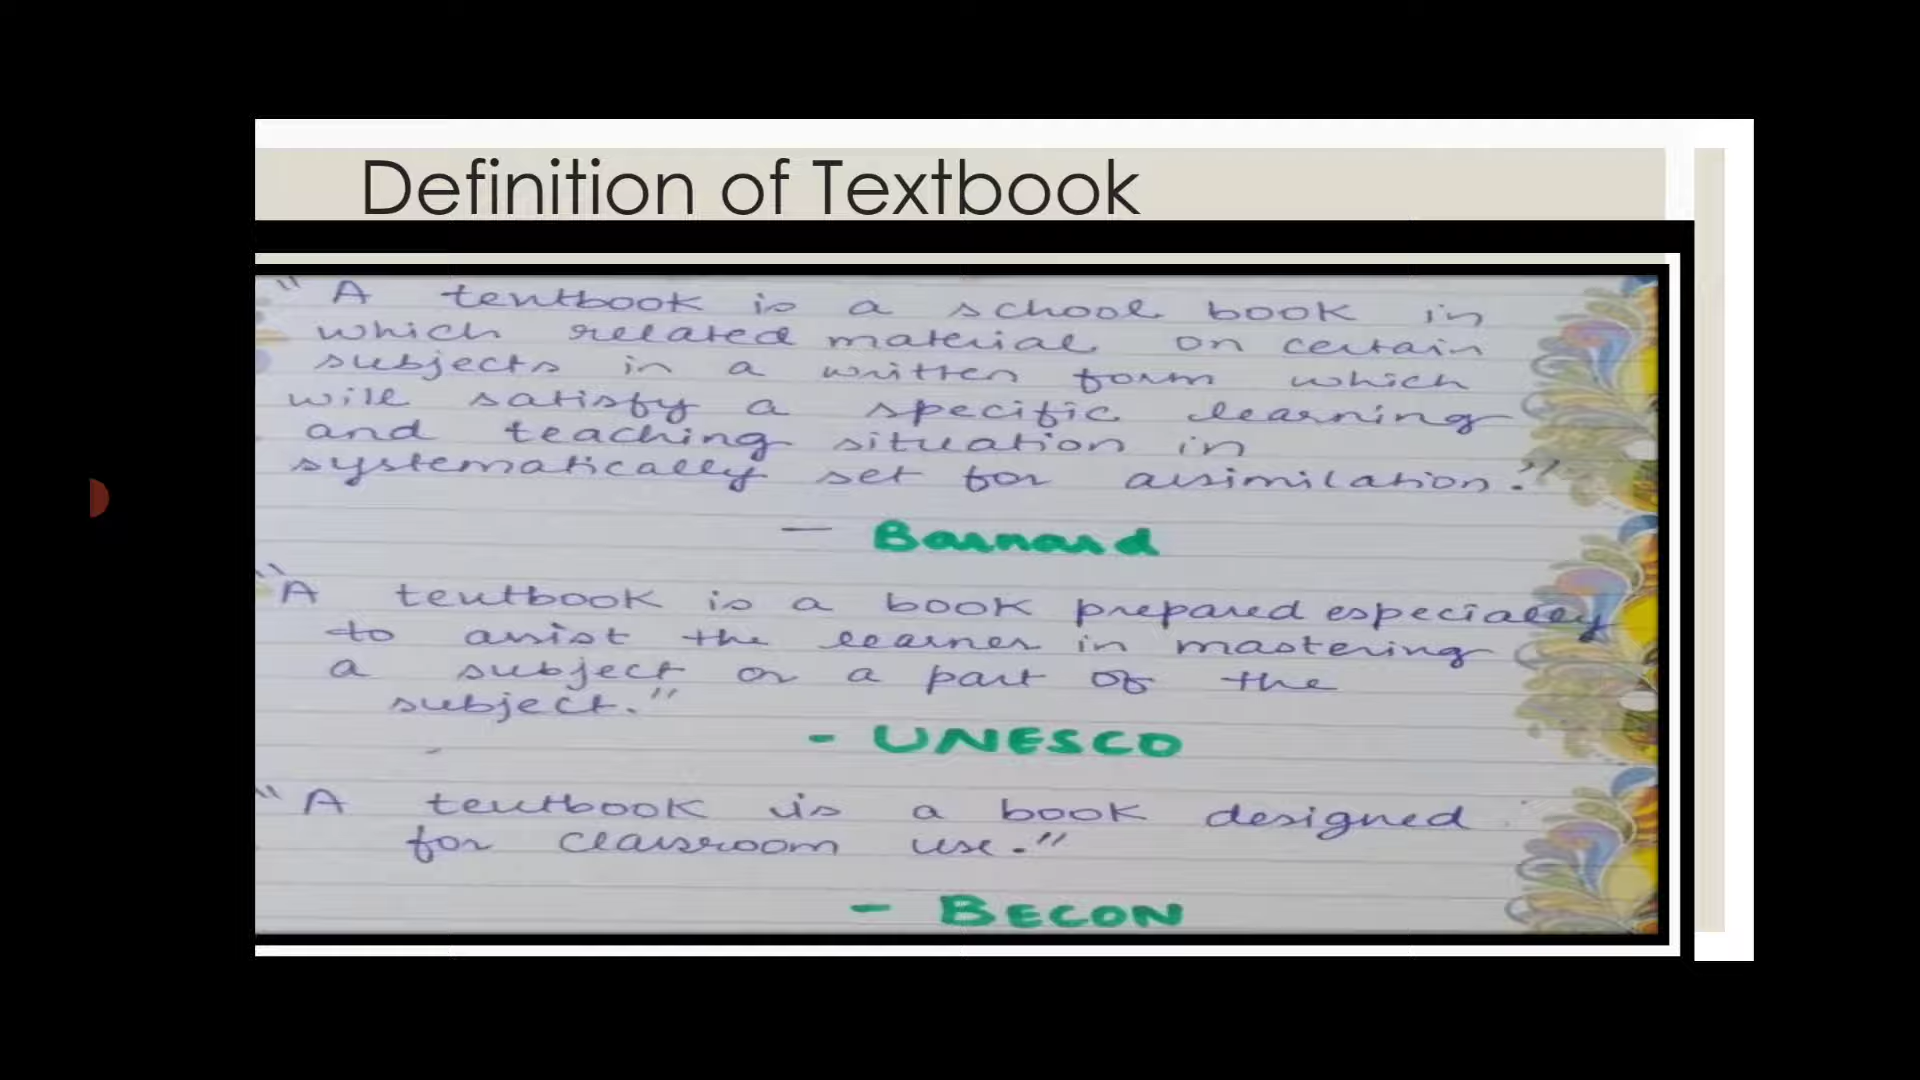 Definition of Textbook
"A textbook is a school book in
which related material on certain
subjects in a written form which
will satisfy a specific learning
and teaching situation in
systematically set for assimilation."
- Barnard
"A textbook is a book prepared especially
to assist the learner in mastering
a subject or a part of the
subject."
- UNESCO
"A textbook is a book designed
for classroom use."
- BECON